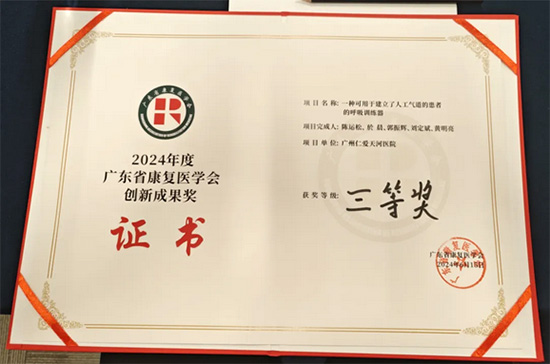 2024年度
广东省康复医学会
创新成果奖
证书
项目名称：一种可用于建立了人工气道的患者
的呼吸训练器
项目完成人：陈运松、於晨、郭振辉、刘定斌、黄明亮
项目单位：广州仁爱天河医院
获奖等级：三等奖
广东省康复医学会